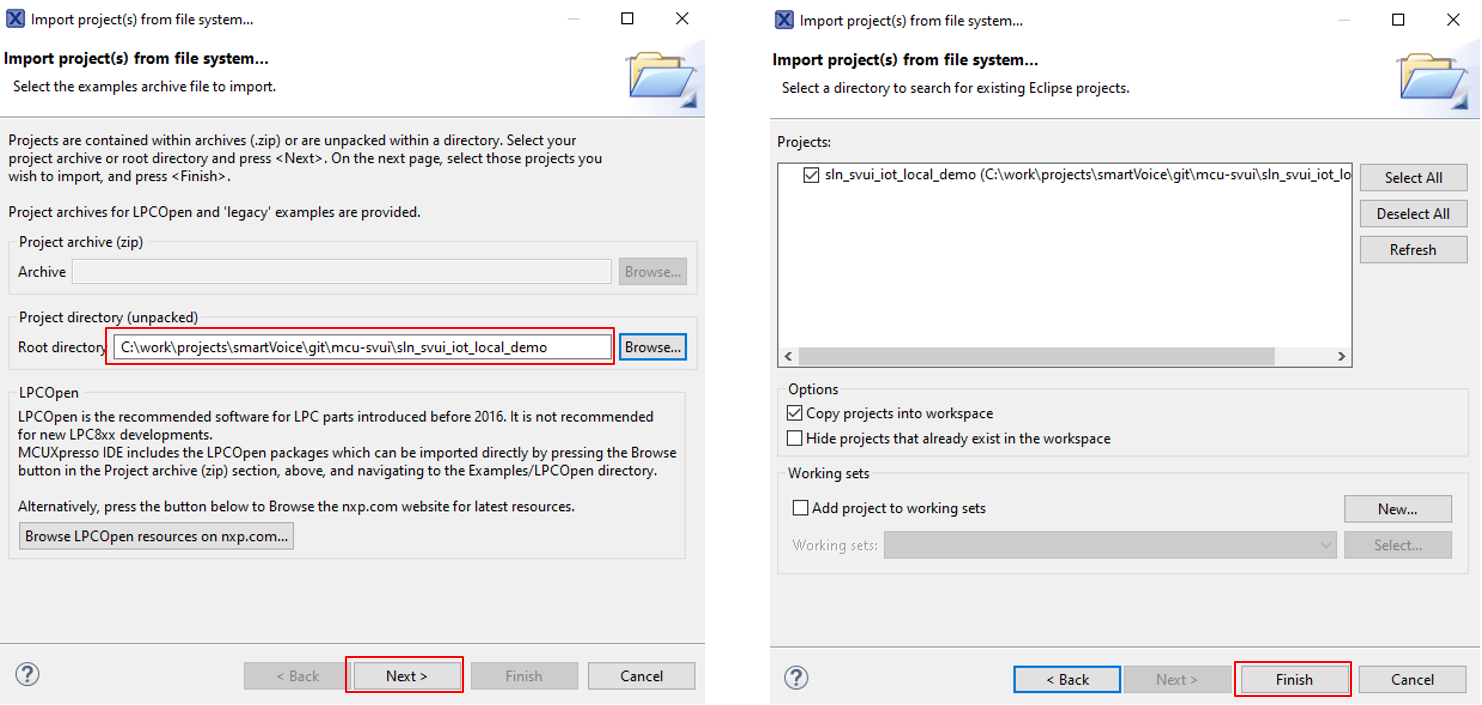 Import project(s) from file system...
Import project(s) from file system...
Select the examples archive file to import.
Projects are contained within archives (.zip) or are unpacked within a directory. Select your
project archive or root directory and press <Next>. On the next page, select those projects you
wish to import, and press <Finish>.
Project archives for LPCOpen and 'legacy' examples are provided.
Project archive (zip)
Archive
Browse...
Project directory (unpacked)
Root directory
C:\work\projects\smartVoice\git\mcu-svui\sln_svui_iot_local_demo
Browse...
LPCOpen
LPCOpen is the recommended software for LPC parts introduced before 2016. It is not recommended
for new LPC8xx developments.
MCUXpresso IDE includes the LPCOpen packages which can be imported directly by pressing the Browse
button in the Project archive (zip) section, above, and navigating to the Examples/LPCOpen directory.
Alternatively, press the button below to Browse the nxp.com website for latest resources.
Browse LPCOpen resources on nxp.com...
?
< Back
Next >
Finish
Cancel
Import project(s) from file system...
Import project(s) from file system...
Select a directory to search for existing Eclipse projects.
Projects:
sln_svui_iot_local_demo (C:\work\projects\smartVoice\git\mcu-svui\sln_svui_iot_lo
Select All
Deselect All
Refresh
Options
Copy projects into workspace
Hide projects that already exist in the workspace
Working sets
Add project to working sets
New...
Working sets:
Select...
?
< Back
Next >
Finish
Cancel